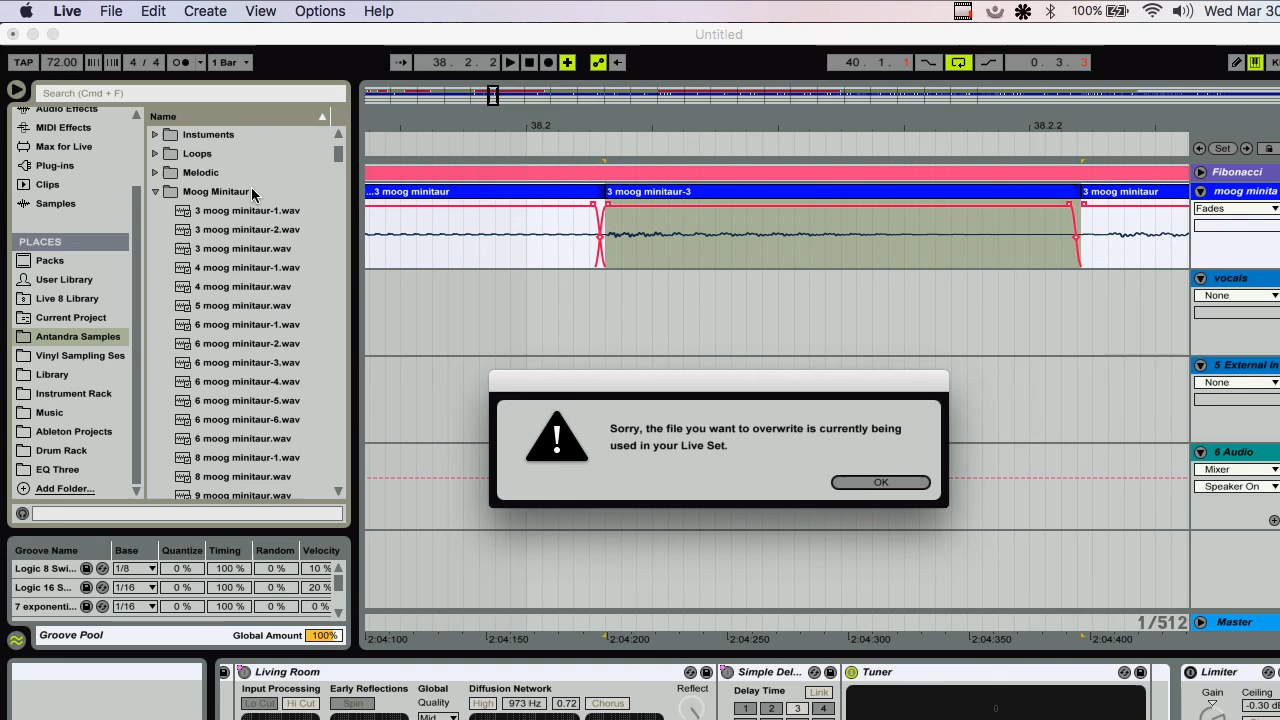 Live File Edit Create View Options Help 100% Wed Mar 30
Untitled
TAP 72.00 4 / 4 1 Bar 38 . 2 . 2 40 . 1 . 1 0 . 3 . 3
Search (Cmd + F)
Audio Effects
MIDI Effects
Max for Live
Plug-ins
Clips
Samples
PLACES
Packs
User Library
Live 8 Library
Current Project
Antandra Samples
Vinyl Sampling Ses
Library
Instrument Rack
Music
Ableton Projects
Drum Rack
EQ Three
Add Folder...
Name
Instuments
Loops
Melodic
Moog Minitaur
3 moog minitaur-1.wav
3 moog minitaur-2.wav
3 moog minitaur.wav
4 moog minitaur-1.wav
4 moog minitaur.wav
5 moog minitaur.wav
6 moog minitaur-1.wav
6 moog minitaur-2.wav
6 moog minitaur-3.wav
6 moog minitaur-4.wav
6 moog minitaur-5.wav
6 moog minitaur-6.wav
6 moog minitaur.wav
8 moog minitaur-1.wav
8 moog minitaur.wav
9 moog minitaur.wav
38.2 38.2.2
Set
Fibonacci
...3 moog minitaur 3 moog minitaur-3 3 moog minitaur
moog minita
Fades
vocals
None
5 External In
None
6 Audio
Mixer
Speaker On
Sorry, the file you want to overwrite is currently being
used in your Live Set.
OK
1/512
Master
2:04:100 2:04:150 2:04:200 2:04:250 2:04:300 2:04:350 2:04:400
Groove Name Base Quantize Timing Random Velocity
Logic 8 Swi... 1/8 0 % 100 % 0 % 10 %
Logic 16 S... 1/16 0 % 100 % 0 % 20 %
7 exponenti... 1/16 0 % 100 % 0 % 0 %
Groove Pool Global Amount 100%
Living Room
Input Processing Early Reflections Global Diffusion Network Reflect
Lo Cut Hi Cut Spin Quality High 973 Hz 0.72 Chorus
Mid
Simple Del...
Delay Time Link
1 2 3 4
Tuner
0
Limiter
Gain Ceiling
-0.30 dB